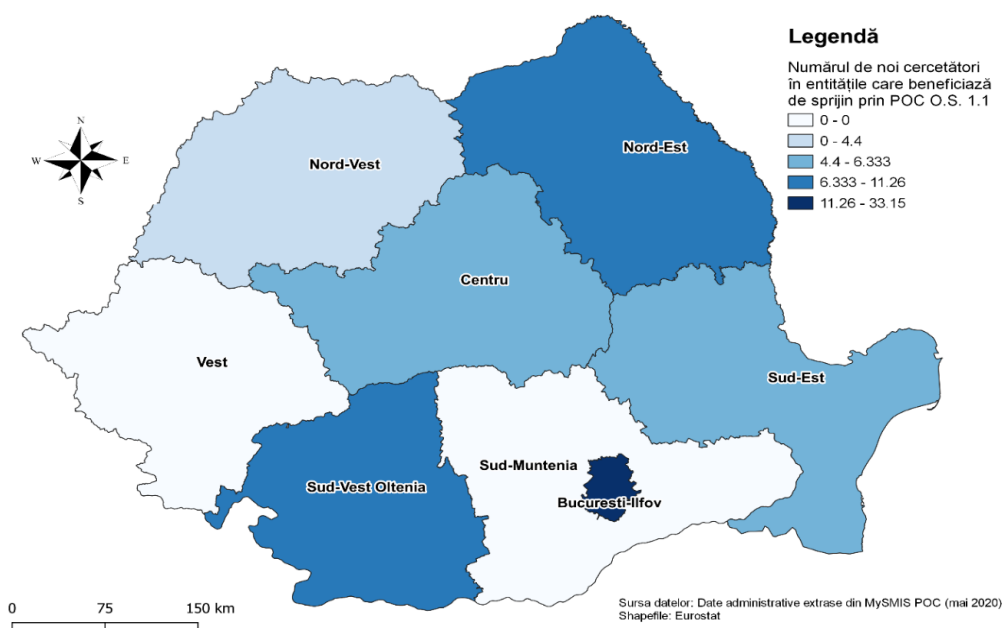 Legendă
Numărul de noi cercetători
în entitățile care beneficiază
de sprijin prin POC O.S. 1.1
0 - 0
0 - 4.4
4.4 - 6.333
6.333 - 11.26
11.26 - 33.15
N
W
E
S
Nord-Vest
Nord-Est
Centru
Vest
Sud-Est
Sud-Muntenia
Sud-Vest Oltenia
Bucuresti-Ilfov
0 75 150 km
Sursa datelor: Date administrative extrase din MySMIS POC (mai 2020)
Shapefile: Eurostat